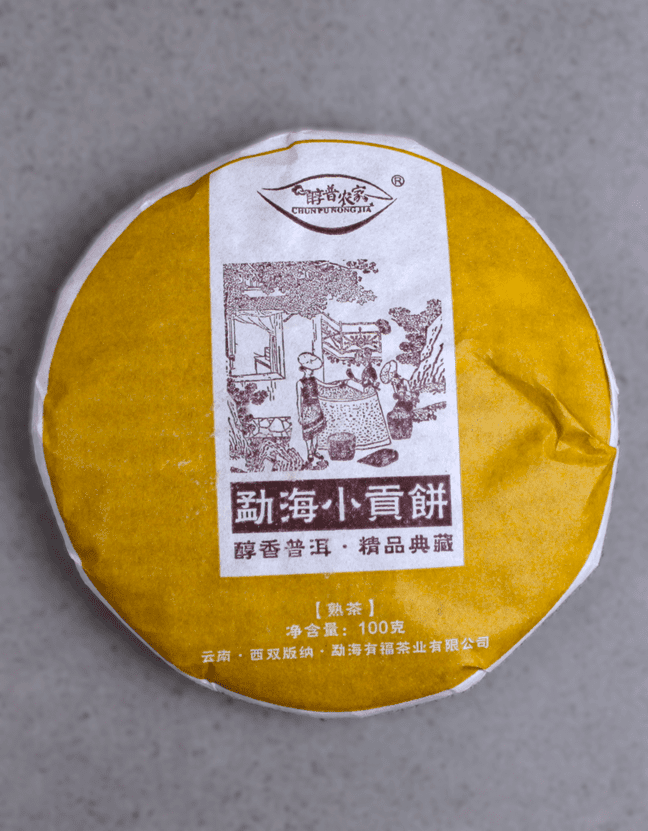 醇普农家®
CHUNPUNONGJIA
勐海小貢餅
醇香普洱·精品典藏
【熟茶】
净含量：100克
云南·西双版纳·勐海有福茶业有限公司